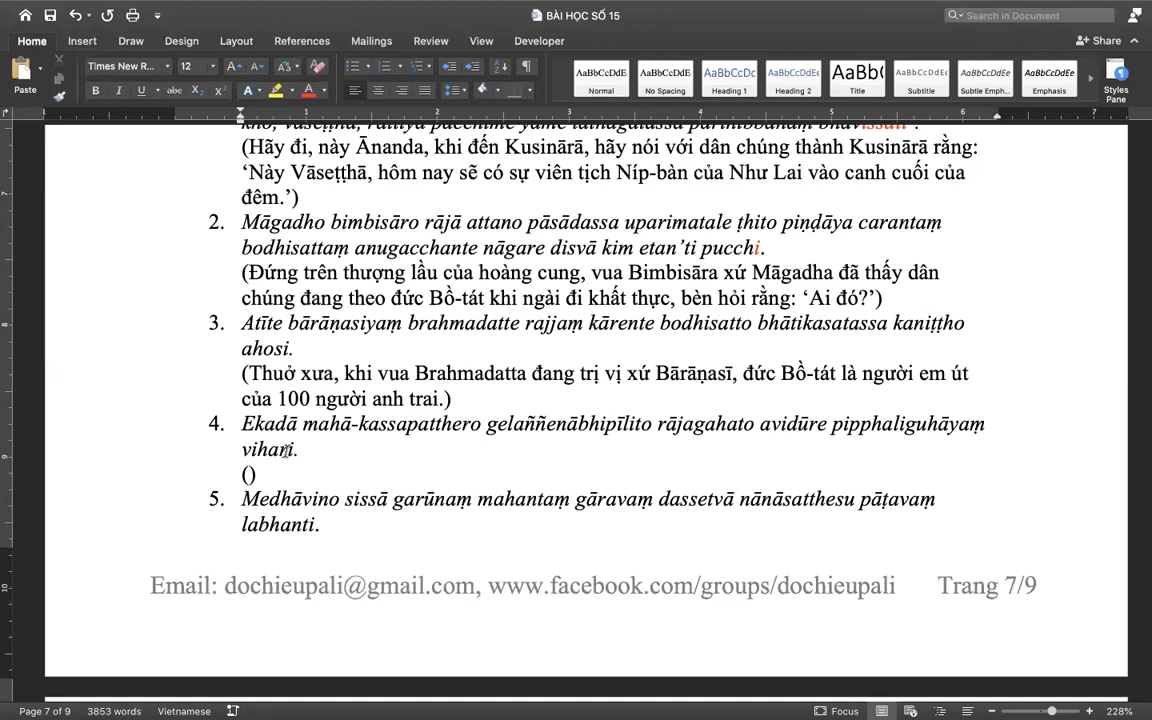 BÀI HỌC SỐ 15
Search in Document
Home Insert Draw Design Layout References Mailings Review View Developer
Share
Paste
Times New R... 12
AaBbCcDdE AaBbCcDdE AaBbCcDc AaBbCcDdE AaBb( AaBbCcDdE AaBbCcDdEe AaBbCcDdEe
Normal No Spacing Heading 1 Heading 2 Title Subtitle Subtle Emph... Emphasis
Styles Pane
(Hãy đi, này Ānanda, khi đến Kusinārā, hãy nói với dân chúng thành Kusinārā rằng:
‘Này Vāseṭṭhā, hôm nay sẽ có sự viên tịch Níp-bàn của Như Lai vào canh cuối của
đêm.’)
2. Māgadho bimbisāro rājā attano pāsādassa uparimatale ṭhito piṇḍāya carantaṃ
bodhisattaṃ anugacchante nāgare disvā kim etan’ti pucchi.
(Đứng trên thượng lầu của hoàng cung, vua Bimbisāra xứ Māgadha đã thấy dân
chúng đang theo đức Bồ-tát khi ngài đi khất thực, bèn hỏi rằng: ‘Ai đó?’)
3. Atīte bārāṇasiyaṃ brahmadatte rajjaṃ kārente bodhisatto bhātikasatassa kaniṭṭho
ahosi.
(Thuở xưa, khi vua Brahmadatta đang trị vị xứ Bārāṇasī, đức Bồ-tát là người em út
của 100 người anh trai.)
4. Ekadā mahā-kassapatthero gelaññenābhipīlito rājagahato avidūre pipphaliguhāyaṃ
vihari.
()
5. Medhāvino sissā garūnaṃ mahantaṃ gāravaṃ dassetvā nānāsatthesu pāṭavaṃ
labhanti.
Email: dochieupali@gmail.com, www.facebook.com/groups/dochieupali Trang 7/9
Page 7 of 9 3853 words Vietnamese Focus 228%